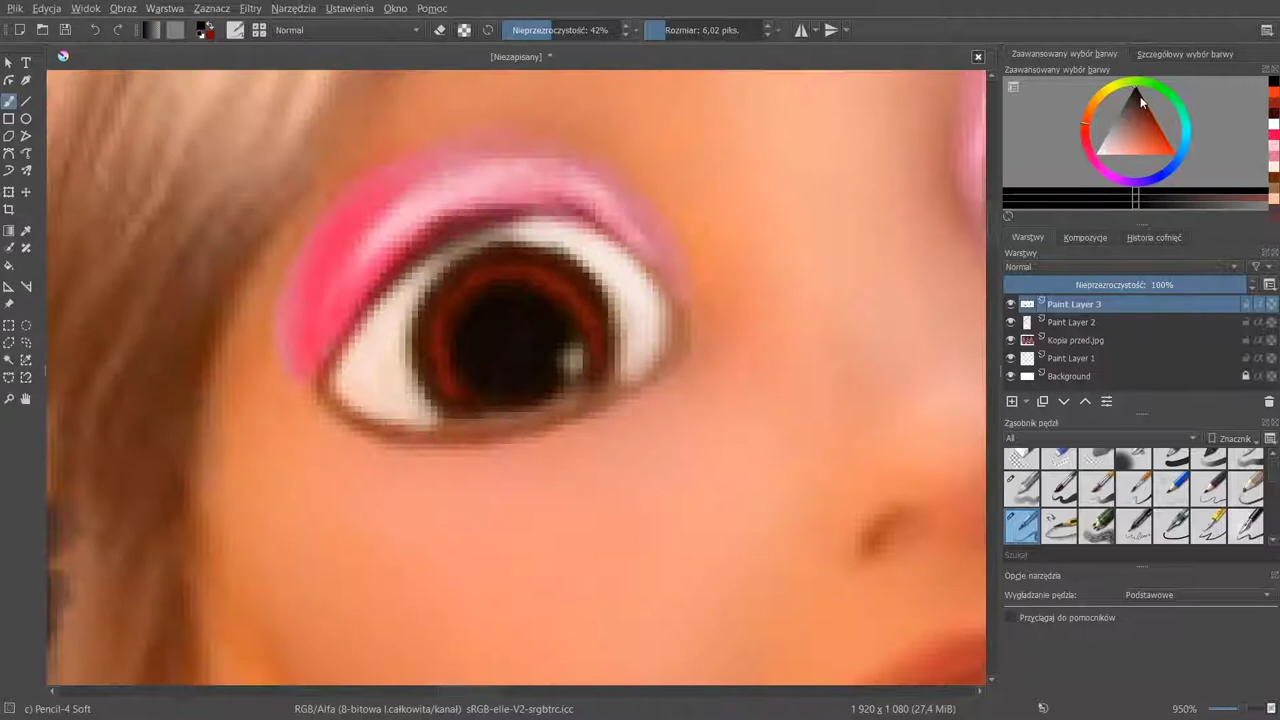 Plik Edycja Widok Obraz Warstwa Zaznacz Filtry Narzędzia Ustawienia Okno Pomoc
Normal Nieprzezroczystość: 42% Rozmiar: 6,02 piks.
[Niezapisany] *
Zaawansowany wybór barwy Szczegółowy wybór barwy
Zaawansowany wybór barwy
Warstwy Kompozycje Historia cofnięć
Warstwy
Normal
Nieprzezroczystość: 100%
Paint Layer 3
Paint Layer 2
Kopia przed.jpg
Paint Layer 1
Background
Zasobnik pędzli
All Znacznik
Szukaj
Opcje narzędzia
Wygładzanie pędzla: Podstawowe
Przyciągaj do pomocników
c) Pencil-4 Soft RGB/Alfa (8-bitowa l.całkowita/kanał) sRGB-elle-V2-srgbtrc.icc 1 920 x 1 080 (27,4 MiB) 950%